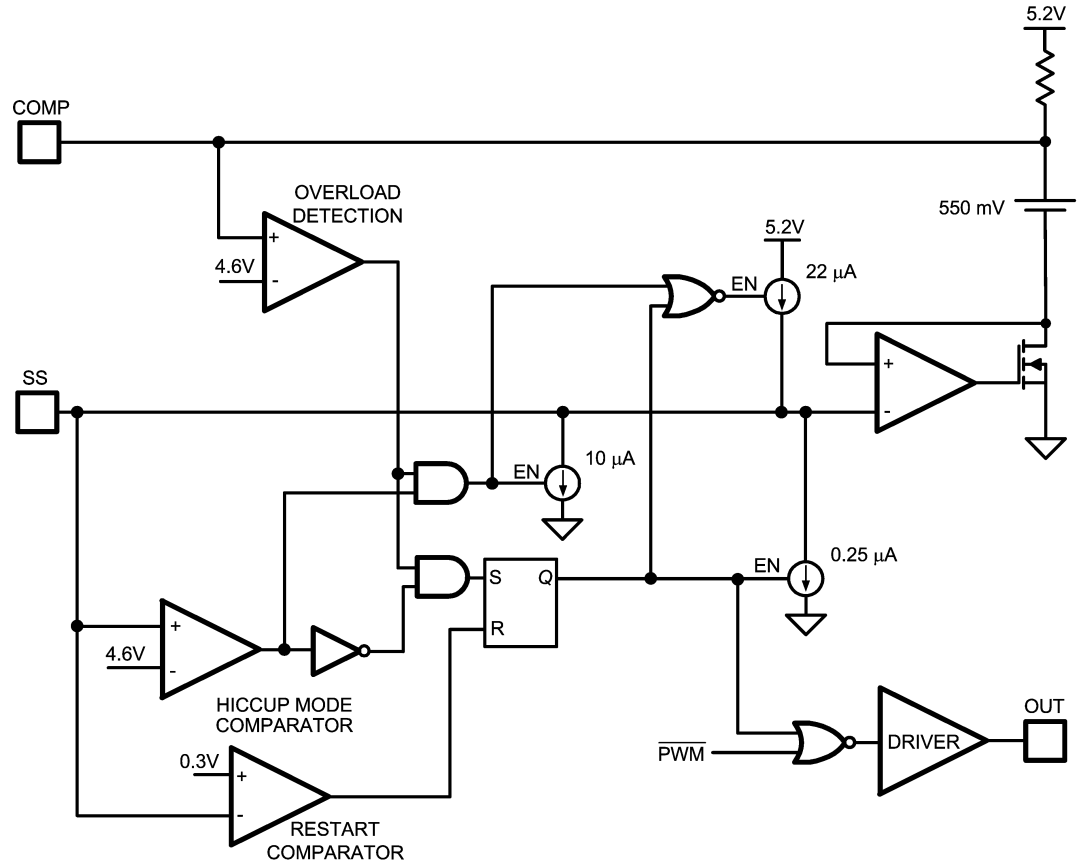 5.2V
COMP
OVERLOAD
DETECTION
550 mV
+
4.6V
-
5.2V
EN
22 μA
+
SS
-
10 μA
EN
0.25 μA
EN
S
Q
R
+
4.6V
-
HICCUP MODE
COMPARATOR
OUT
0.3V
+
PWM
DRIVER
-
RESTART
COMPARATOR